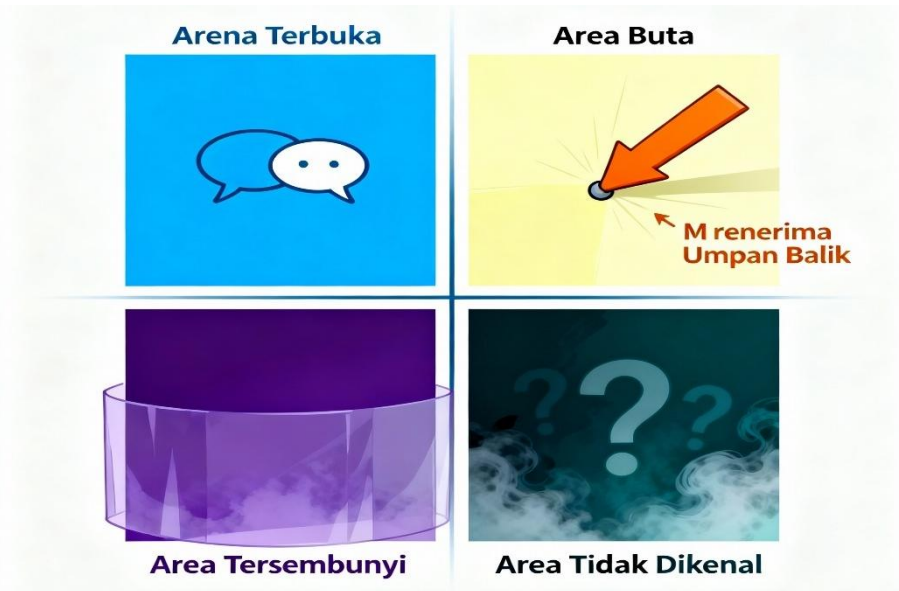 Arena Terbuka
Area Buta
M renerima
Umpan Balik
Area Tersembunyi
Area Tidak Dikenal